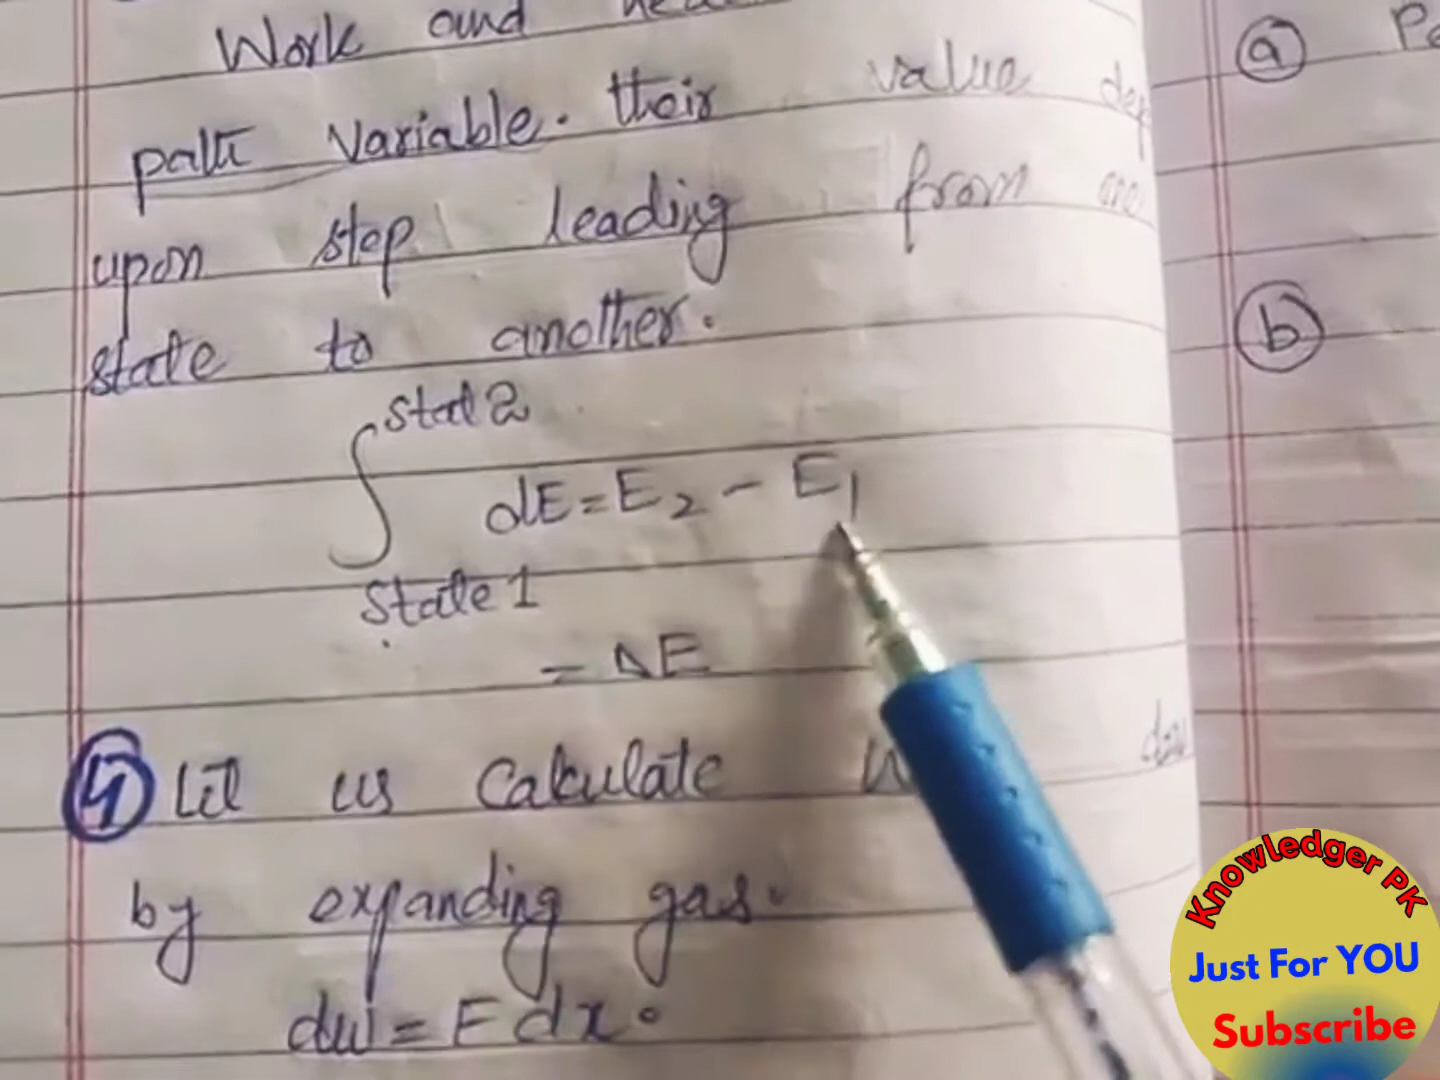 Work and
path variable. their value
upon step leading from one
state to another.
∫ State 2
dE = E₂ - E₁
State 1
= ΔE
④ Let us Calculate
by expanding gas.
dw = F dx.
ⓐ
ⓑ
Knowledger PK
Just For YOU
Subscribe